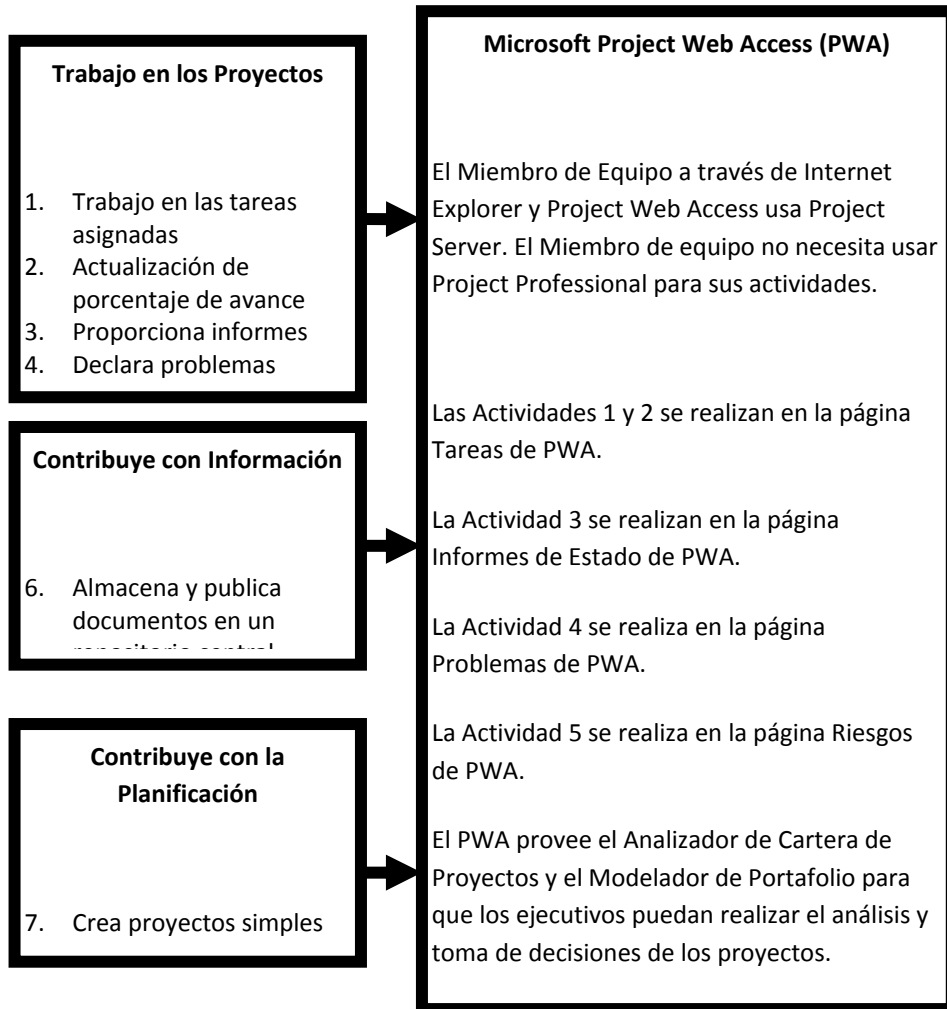 Trabajo en los Proyectos
1. Trabajo en las tareas
asignadas
2. Actualización de
porcentaje de avance
3. Proporciona informes
4. Declara problemas
Contribuye con Información
6. Almacena y publica
documentos en un
Contribuye con la
Planificación
7. Crea proyectos simples
Microsoft Project Web Access (PWA)
El Miembro de Equipo a través de Internet
Explorer y Project Web Access usa Project
Server. El Miembro de equipo no necesita usar
Project Professional para sus actividades.
Las Actividades 1 y 2 se realizan en la página
Tareas de PWA.
La Actividad 3 se realizan en la página
Informes de Estado de PWA.
La Actividad 4 se realiza en la página
Problemas de PWA.
La Actividad 5 se realiza en la página Riesgos
de PWA.
El PWA provee el Analizador de Cartera de
Proyectos y el Modelador de Portafolio para
que los ejecutivos puedan realizar el análisis y
toma de decisiones de los proyectos.